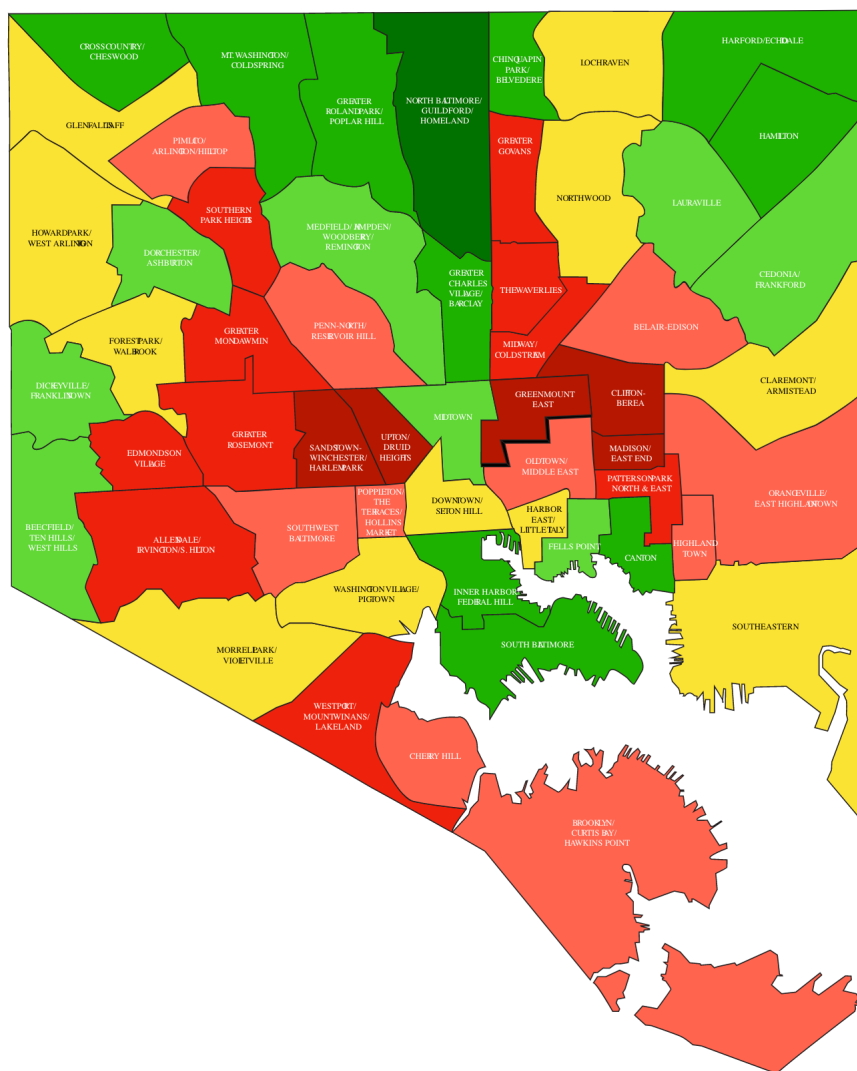 CROSS COUNTRY/
CHESWOOD
MT. WASHINGTON/
COLDSPRING
GREATER
ROLAND PARK/
POPLAR HILL
NORTH BALTIMORE/
GUILDFORD/
HOMELAND
CHINQUAPIN
PARK/
BELVEDERE
LOCHRAVEN
HARFORD/ECHODALE
HAMILTON
GLENFALLSTAFF
PIMLICO/
ARLINGTON/HILLTOP
GREATER
GOVANS
NORTHWOOD
LAURAVILLE
HOWARD PARK/
WEST ARLINGTON
SOUTHERN
PARK HEIGHTS
DORCHESTER/
ASHBURTON
MEDFIELD/HAMPDEN/
WOODBERRY/
REMINGTON
GREATER
CHARLES
VILLAGE/
BARCLAY
THE WAVERLIES
CEDONIA/
FRANKFORD
FOREST PARK/
WALBROOK
GREATER
MONDAWMIN
PENN-NORTH/
RESERVOIR HILL
MIDWAY/
COLDSTREAM
BELAIR-EDISON
DICKEYVILLE/
FRANKLINTOWN
MIDTOWN
GREENMOUNT
EAST
CLIFTON-
BEREA
CLAREMONT/
ARMISTEAD
EDMONDSON
VILLAGE
GREATER
ROSEMONT
SANDSTOWN-
WINCHESTER/
HARLEM PARK
UPTON/
DRUID
HEIGHTS
OLDTOWN/
MIDDLE EAST
MADISON/
EAST END
PATTERSON PARK
NORTH & EAST
ORANGEVILLE/
EAST HIGHLANDTOWN
BEECFIELD/
TEN HILLS/
WEST HILLS
ALLENDALE/
IRVINGTON/S. HILTON
SOUTHWEST
BALTIMORE
POPPLETON/
THE
TERRACES/
HOLLINS
MARKET
DOWNTOWN/
SETON HILL
HARBOR
EAST/
LITTLE ITALY
FELLS POINT
CANTON
HIGHLAND
TOWN
WASHINGTON VILLAGE/
PIGTOWN
INNER HARBOR/
FEDERAL HILL
SOUTHEASTERN
MORRELL PARK/
VIOLETVILLE
SOUTH BALTIMORE
WESTPORT/
MOUNT WINANS/
LAKELAND
CHERRY HILL
BROOKLYN/
CURTIS BAY/
HAWKINS POINT